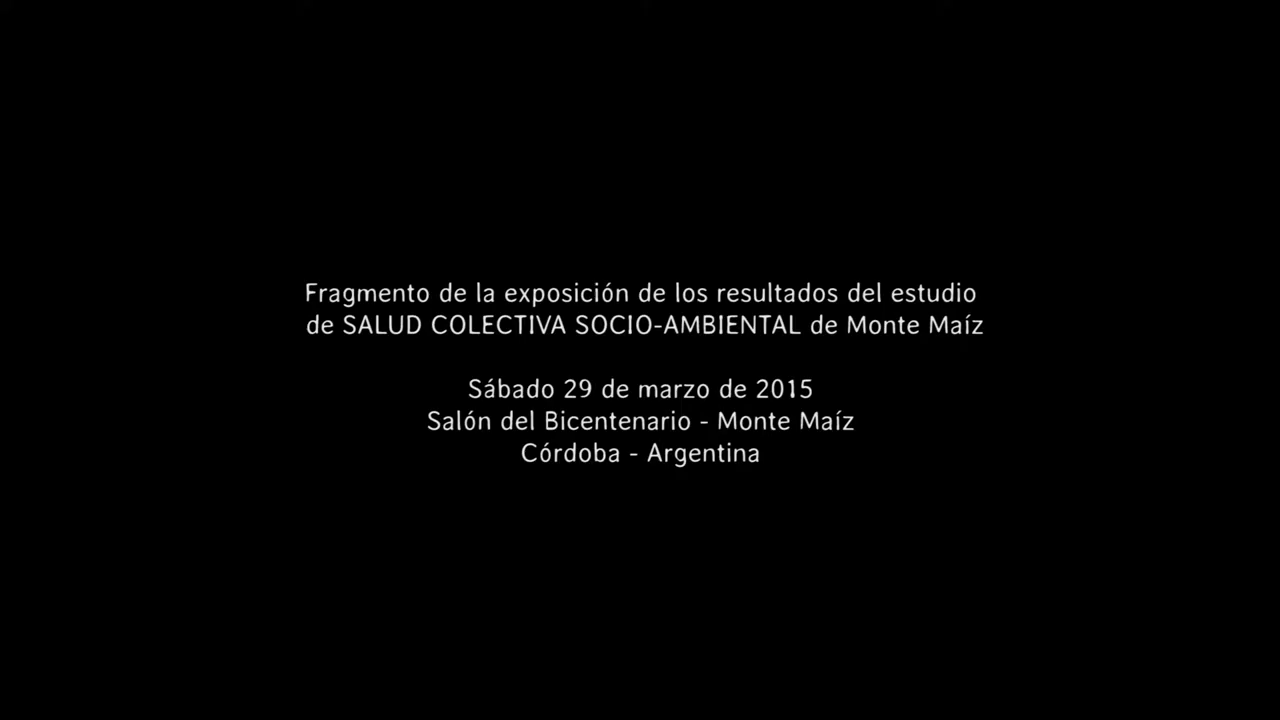 Fragmento de la exposición de los resultados del estudio
de SALUD COLECTIVA SOCIO-AMBIENTAL de Monte Maíz
Sábado 29 de marzo de 2015
Salón del Bicentenario - Monte Maíz
Córdoba - Argentina